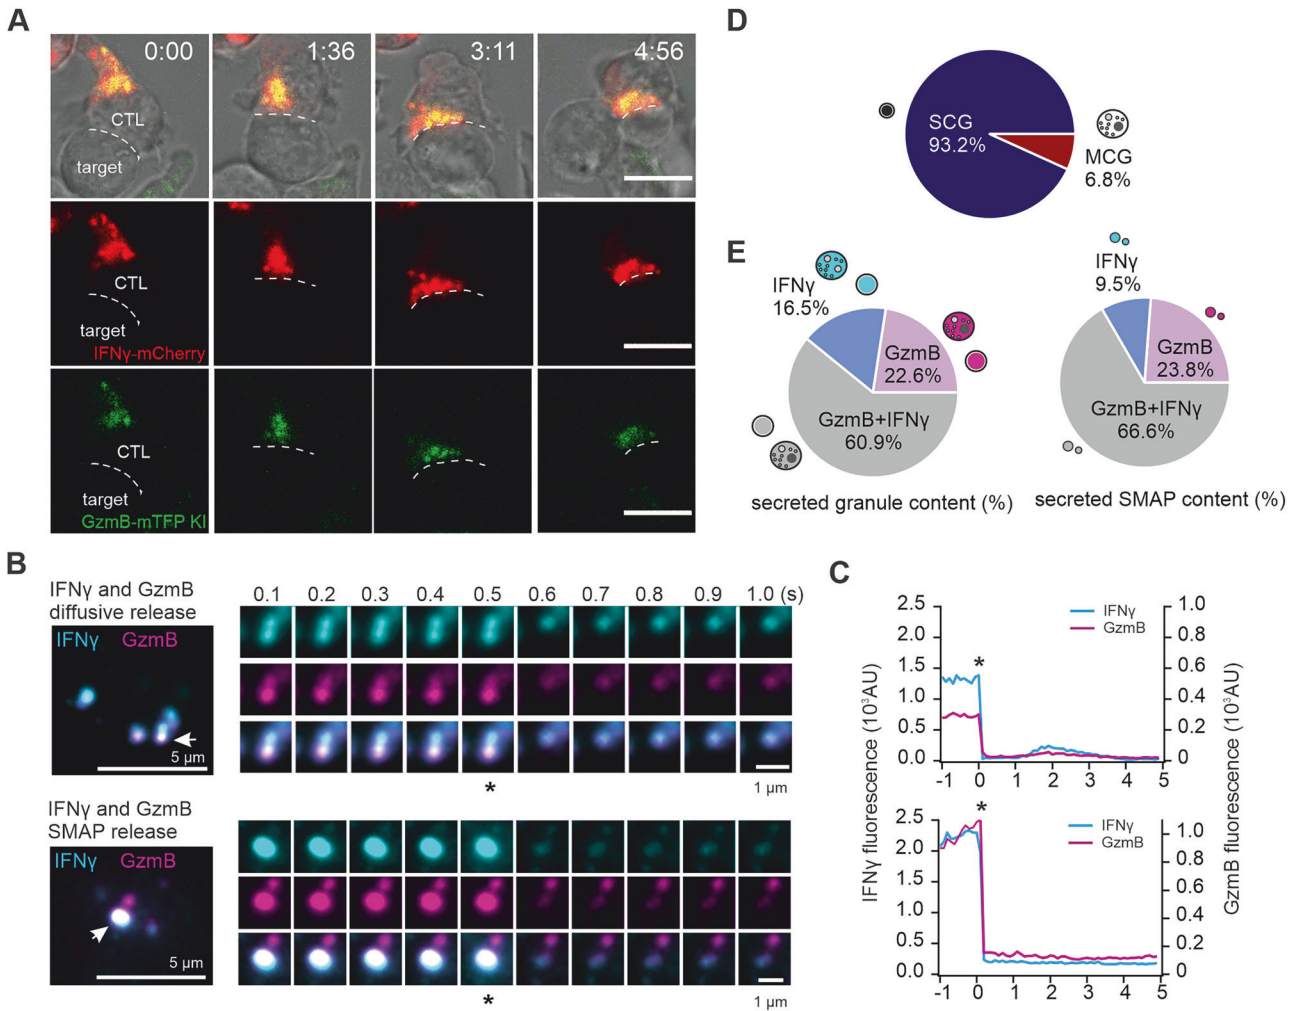 A
0:00
1:36
3:11
4:56
CTL
target
CTL
target
IFNγ-mCherry
CTL
target
GzmB-mTFP KI
B
IFNγ and GzmB
diffusive release
IFNγ GzmB
5 µm
0.1 0.2 0.3 0.4 0.5 0.6 0.7 0.8 0.9 1.0 (s)
*
1 µm
IFNγ and GzmB
SMAP release
IFNγ GzmB
5 µm
*
1 µm
C
IFNγ fluorescence (10³AU)
GzmB fluorescence (10³AU)
2.5
2.0
1.5
1.0
0.5
0.0
*
IFNγ
GzmB
1.0
0.8
0.6
0.4
0.2
0
-1 0 1 2 3 4 5
2.5
2.0
1.5
1.0
0.5
0.0
*
IFNγ
GzmB
1.0
0.8
0.6
0.4
0.2
0
-1 0 1 2 3 4 5
D
SCG
93.2%
MCG
6.8%
E
IFNγ
16.5%
GzmB
22.6%
GzmB+IFNγ
60.9%
secreted granule content (%)
IFNγ
9.5%
GzmB
23.8%
GzmB+IFNγ
66.6%
secreted SMAP content (%)